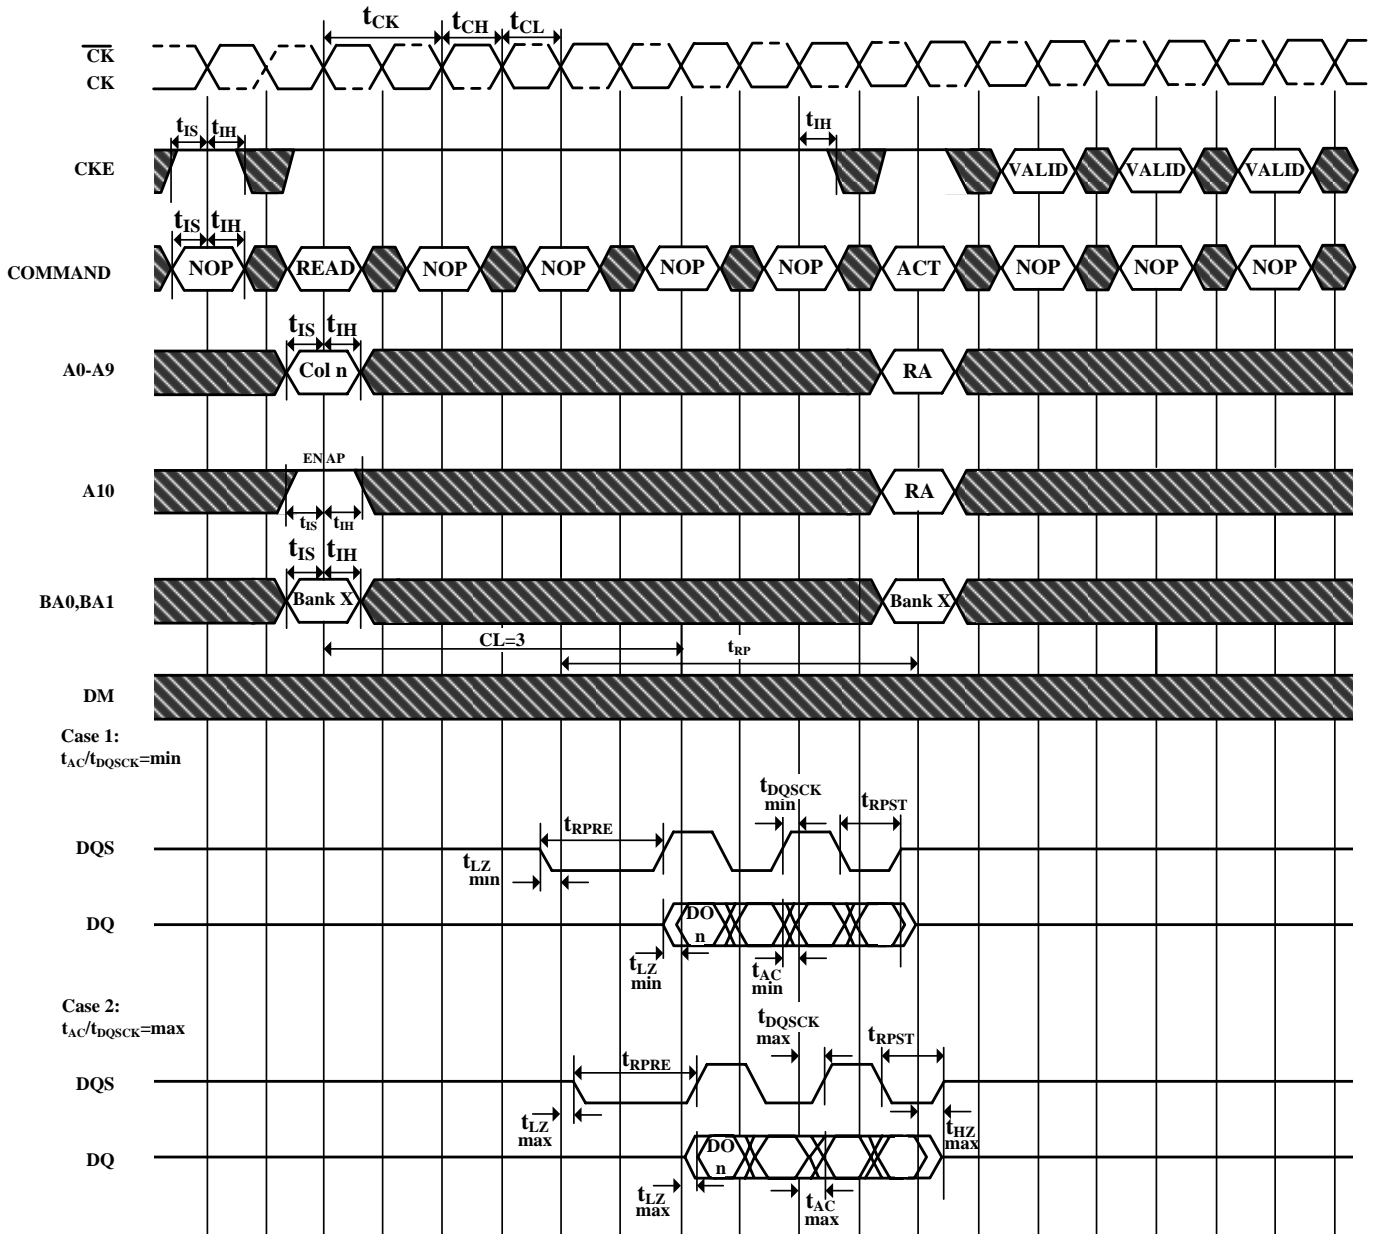 tCK tCH tCL
CK
CK
tIS tIH tIH
CKE VALID VALID VALID
tIS tIH
COMMAND NOP READ NOP NOP NOP NOP ACT NOP NOP NOP
tIS tIH
A0-A9 Col n RA
ENAP
A10 RA
tIS tIH
tIS tIH
BA0,BA1 Bank X Bank X
CL=3 tRP
DM
Case 1:
tAC/tDQSCK=min
tDQSCK min tRPST
tRPRE
DQS
tLZ min
DQ DO n
tLZ min tAC min
Case 2:
tAC/tDQSCK=max
tDQSCK max tRPST
tRPRE
DQS
tLZ max tHZ max
DQ DO n
tLZ max tAC max